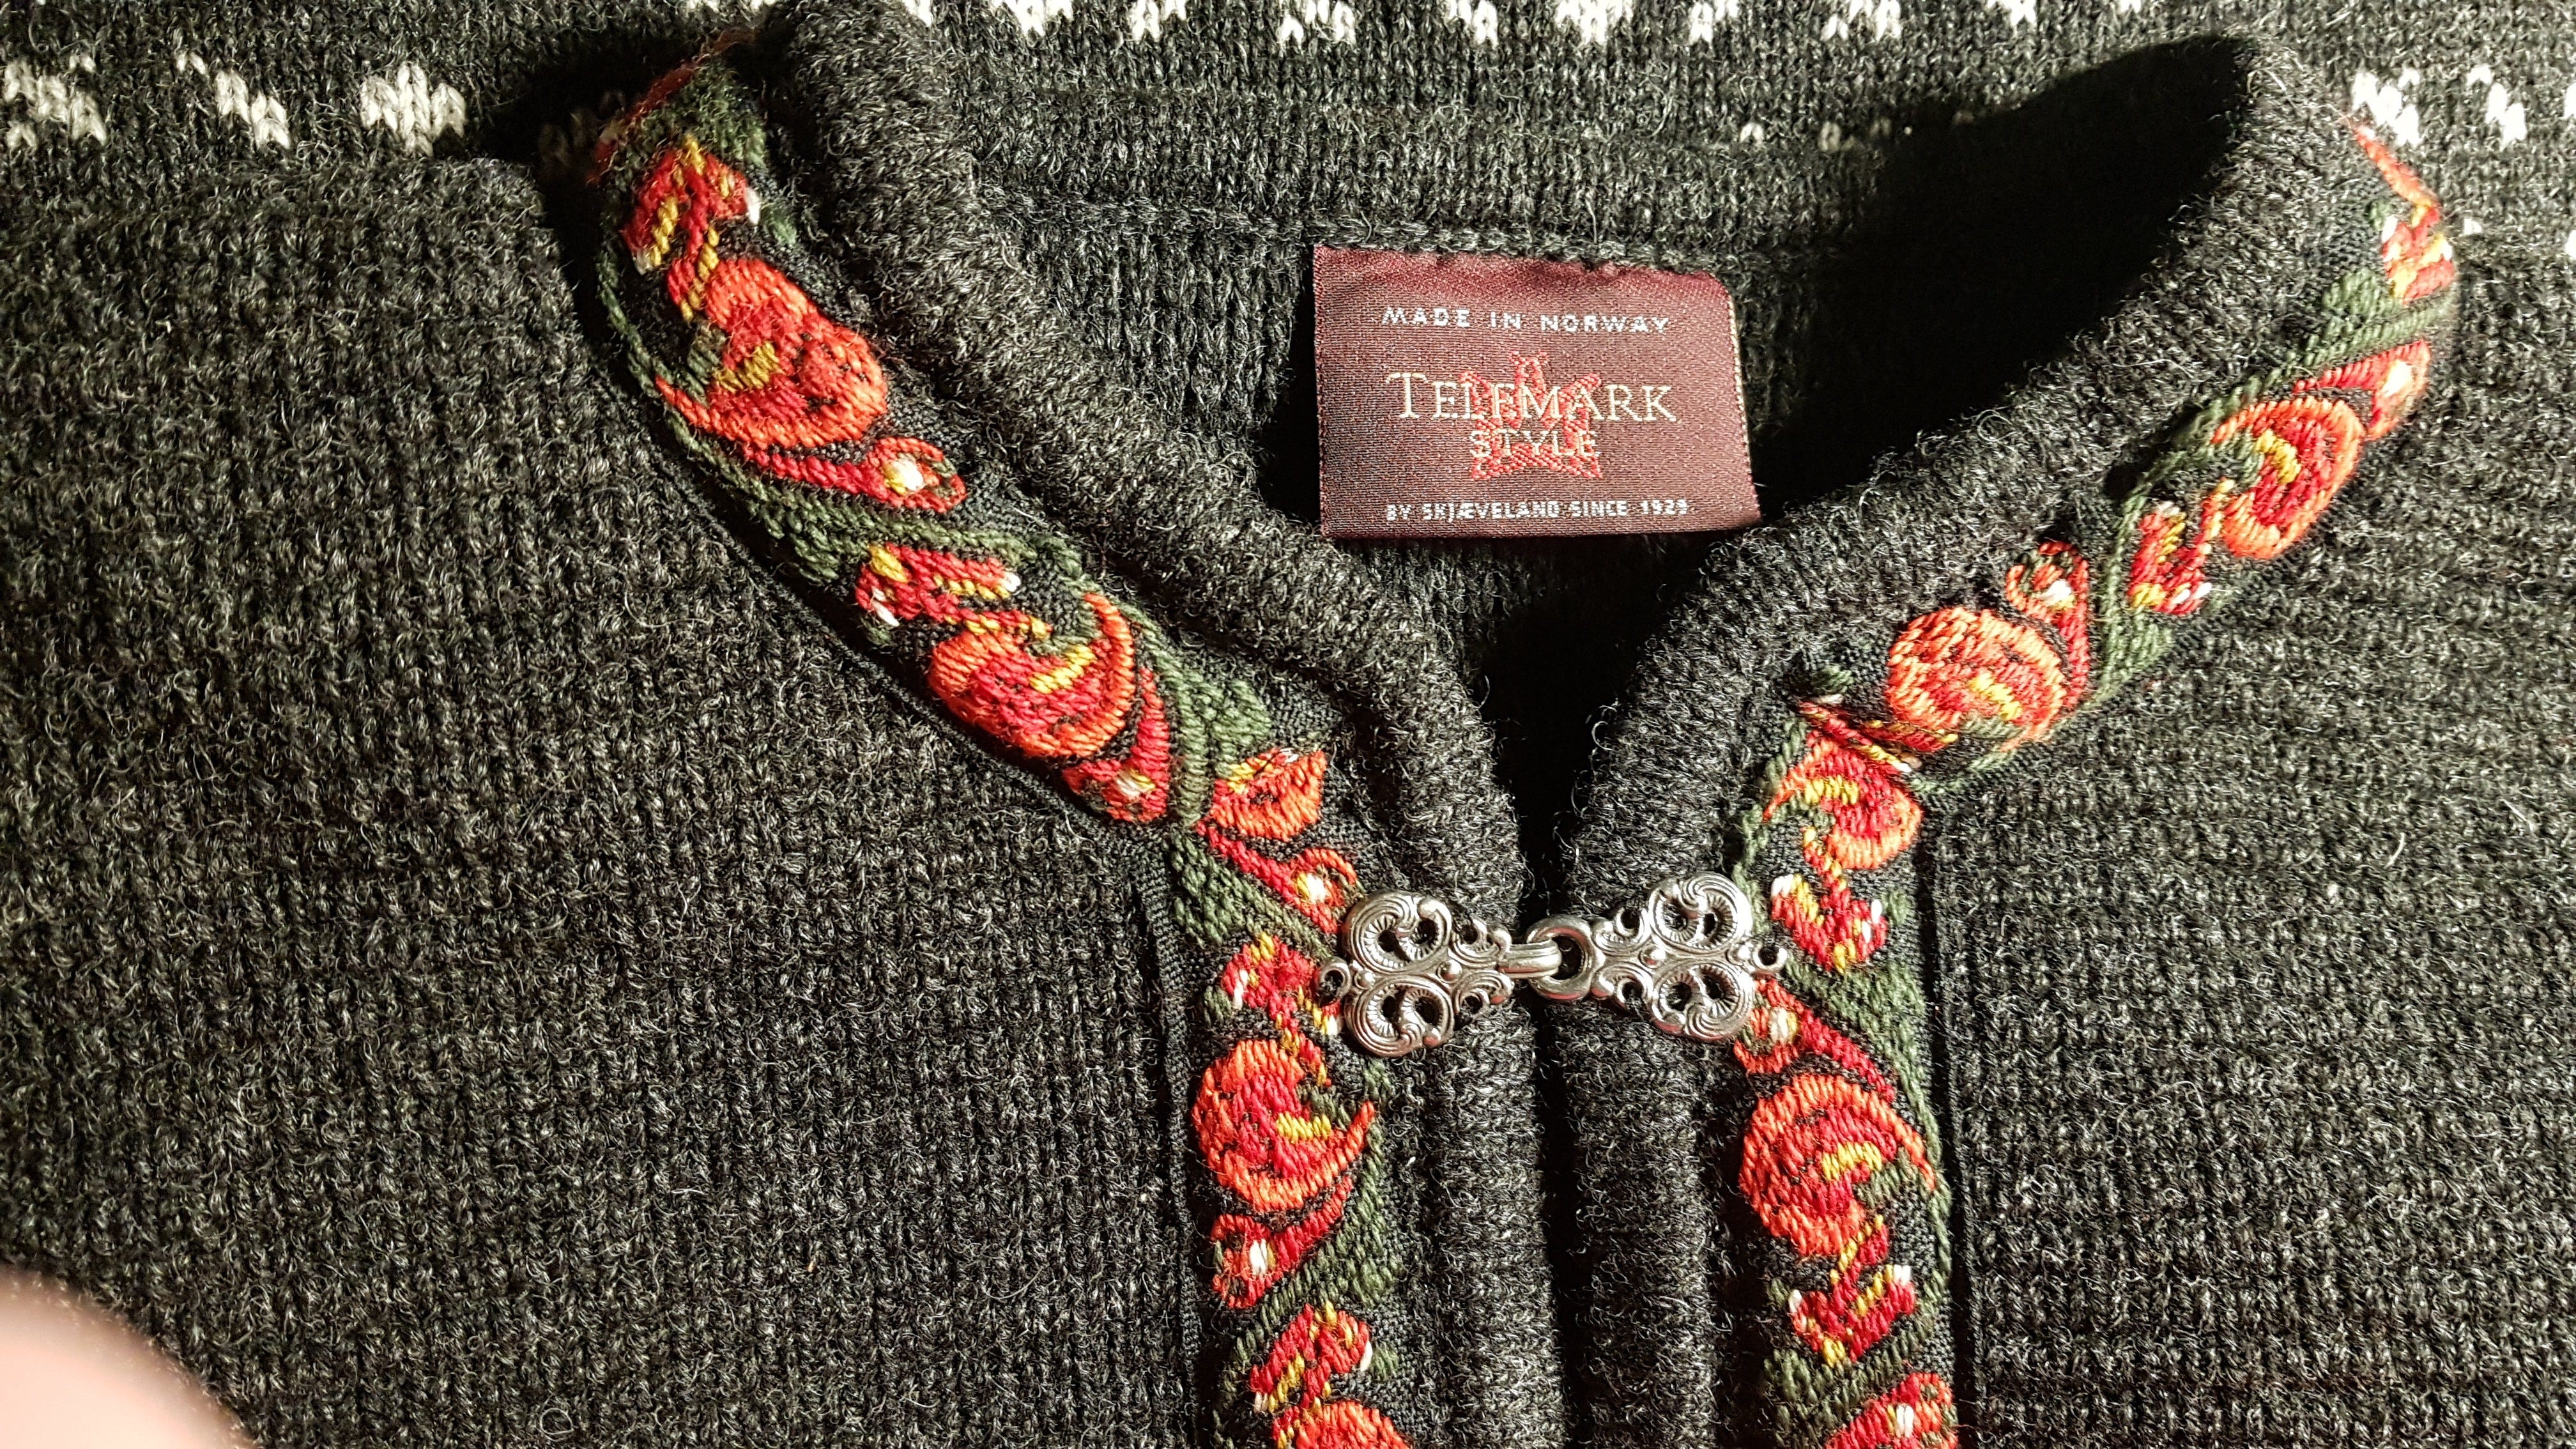 MADE IN NORWAY
TELEMARK
STYLE
BY SKJÆVELAND SINCE 1929